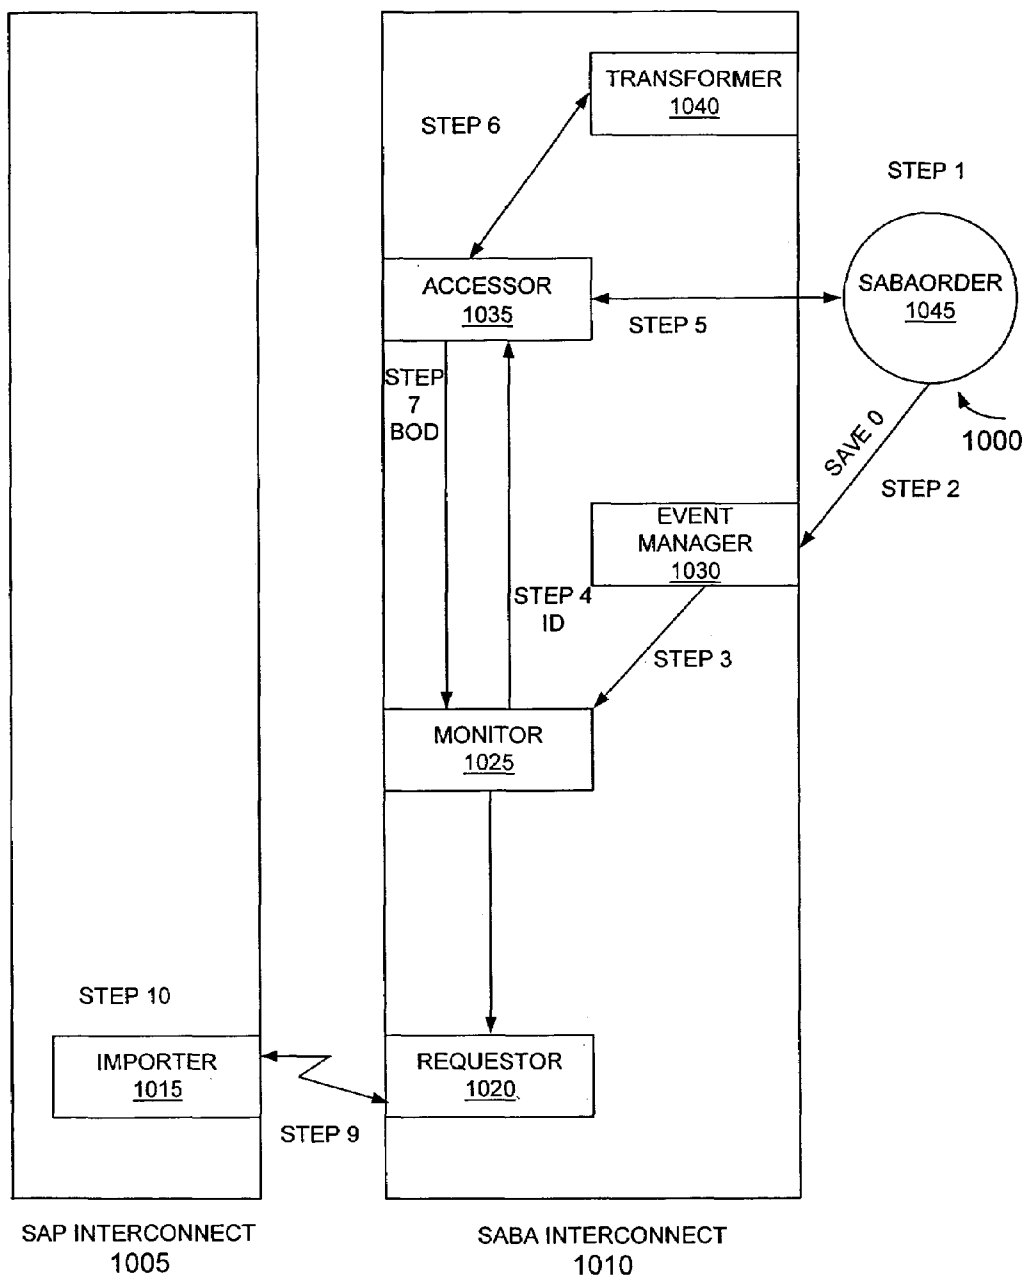 TRANSFORMER
1040
STEP 6
STEP 1
ACCESSOR
1035
SABAORDER
1045
STEP 5
STEP
7
BOD
SAVE 0
1000
STEP 2
EVENT
MANAGER
1030
STEP 4
ID
STEP 3
MONITOR
1025
STEP 10
IMPORTER
1015
REQUESTOR
1020
STEP 9
SAP INTERCONNECT
1005
SABA INTERCONNECT
1010